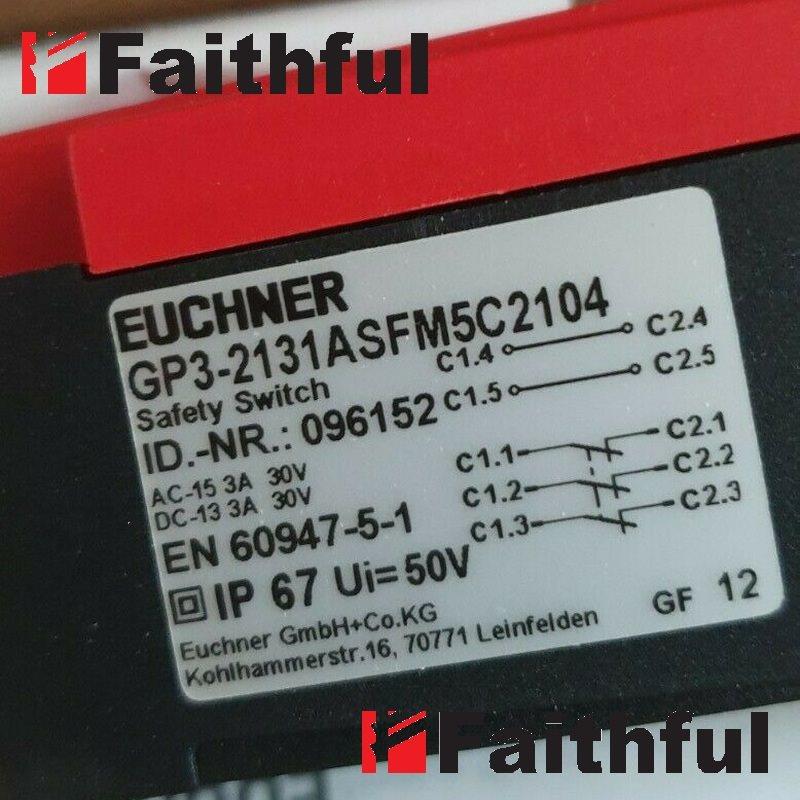 Faithful
EUCHNER
GP3-2131ASFM5C2104
Safety Switch
ID.-NR.: 096152
AC-15 3A 30V
DC-13 3A 30V
EN 60947-5-1
IP 67 Ui=50V
Euchner GmbH+Co.KG
Kohlhammerstr.16, 70771 Leinfelden
C1.4 C2.4
C1.5 C2.5
C1.1 C2.1
C1.2 C2.2
C1.3 C2.3
GF 12
Faithful